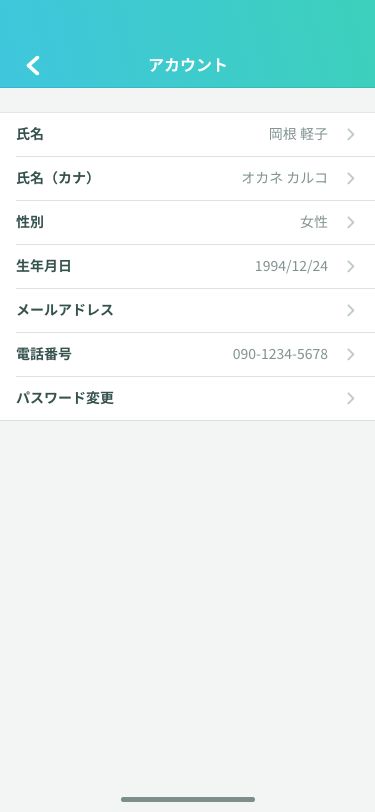 アカウント
氏名 岡根 軽子
氏名（カナ） オカネ カルコ
性別 女性
生年月日 1994/12/24
メールアドレス
電話番号 090-1234-5678
パスワード変更